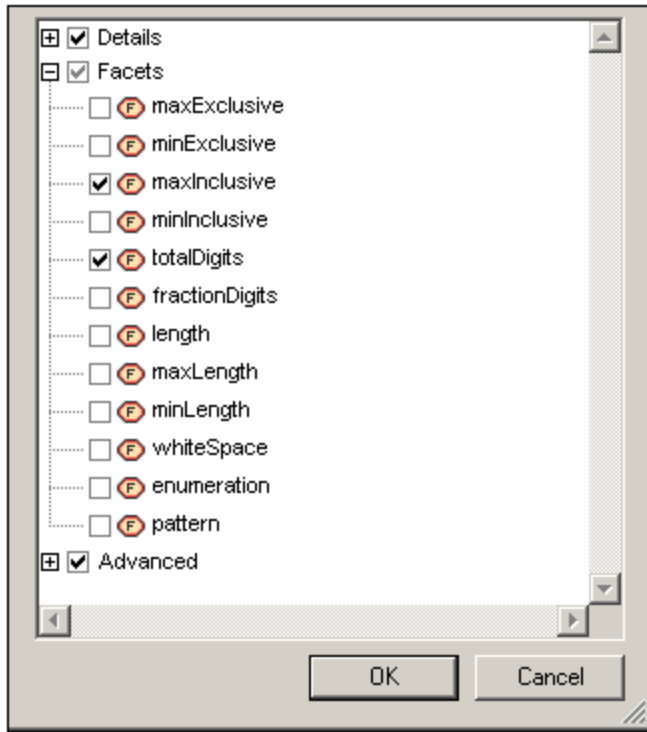 Details
Facets
F maxExclusive
F minExclusive
F maxInclusive
F minInclusive
F totalDigits
F fractionDigits
F length
F maxLength
F minLength
F whiteSpace
F enumeration
F pattern
Advanced
OK Cancel